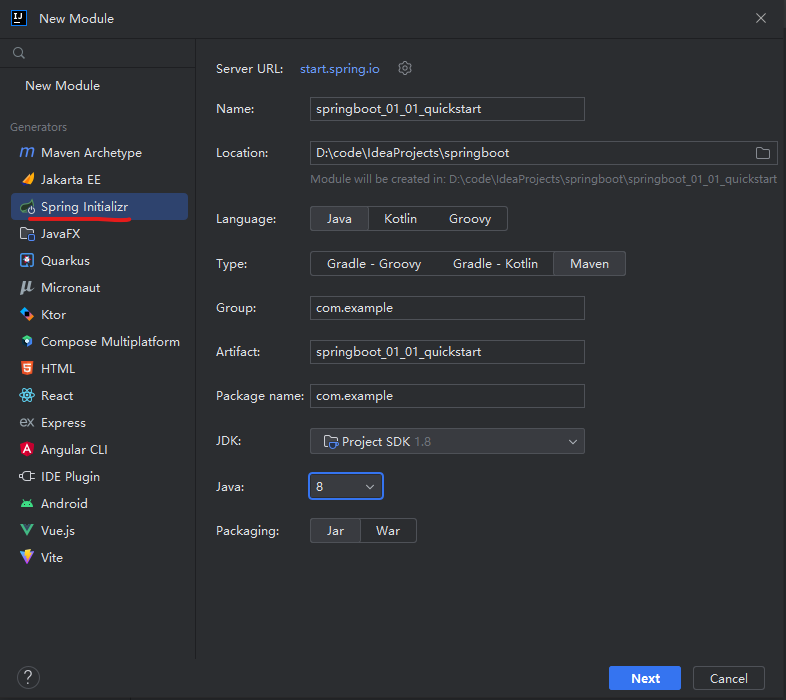 New Module
New Module
Generators
Maven Archetype
Jakarta EE
Spring Initializr
JavaFX
Quarkus
Micronaut
Ktor
Compose Multiplatform
HTML
React
Express
Angular CLI
IDE Plugin
Android
Vue.js
Vite
Server URL: start.spring.io
Name: springboot_01_01_quickstart
Location: D:\code\IdeaProjects\springboot
Module will be created in: D:\code\IdeaProjects\springboot\springboot_01_01_quickstart
Language: Java Kotlin Groovy
Type: Gradle - Groovy Gradle - Kotlin Maven
Group: com.example
Artifact: springboot_01_01_quickstart
Package name: com.example
JDK: Project SDK 1.8
Java: 8
Packaging: Jar War
? Next Cancel